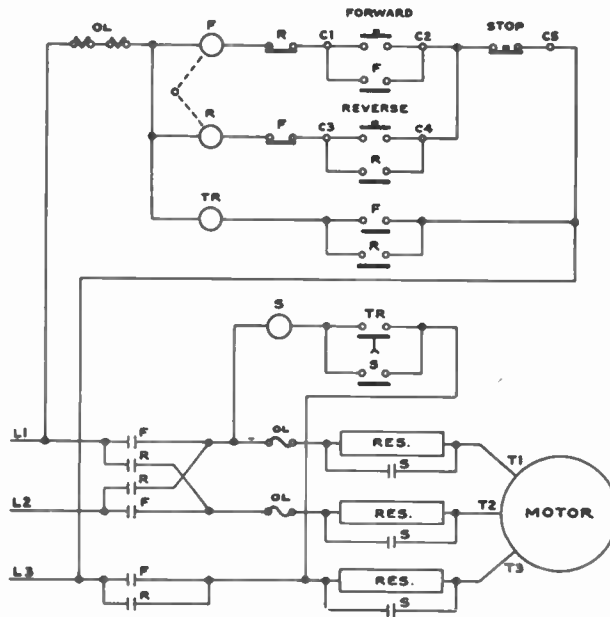 FORWARD
OL F R C1 C2 STOP C5
F
REVERSE
R F C3 C4
R
TR F
R
S TR
S
L1 F OL RES. T1
R S
R
L2 F OL RES. T2 MOTOR
S
L3 F RES. T3
R S